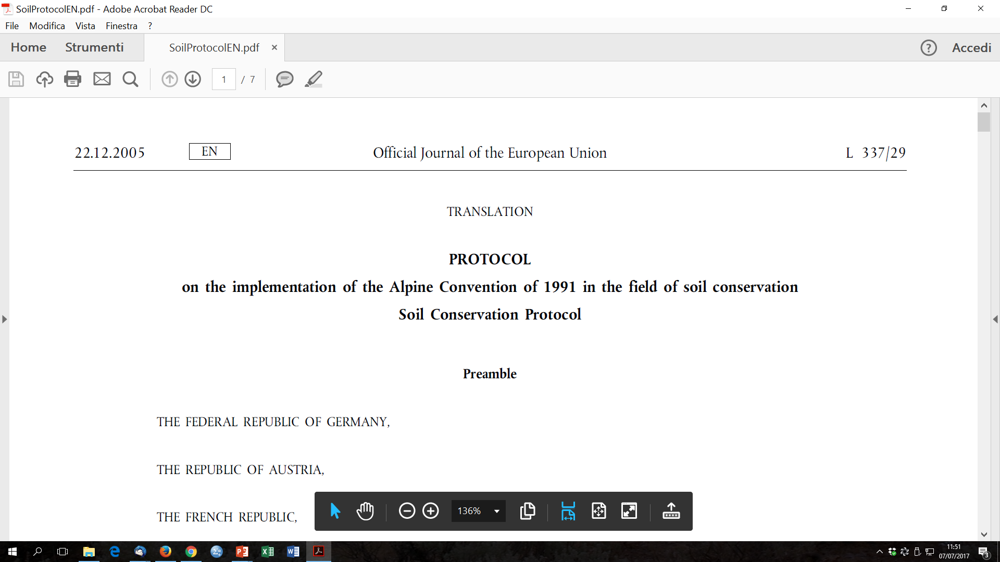 SoilProtocolEN.pdf - Adobe Acrobat Reader DC
File Modifica Vista Finestra ?
Home Strumenti SoilProtocolEN.pdf × ? Accedi
1 / 7
22.12.2005 EN Official Journal of the European Union L 337/29
TRANSLATION
PROTOCOL
on the implementation of the Alpine Convention of 1991 in the field of soil conservation
Soil Conservation Protocol
Preamble
THE FEDERAL REPUBLIC OF GERMANY,
THE REPUBLIC OF AUSTRIA,
THE FRENCH REPUBLIC,
136%
11:51
07/07/2017
3